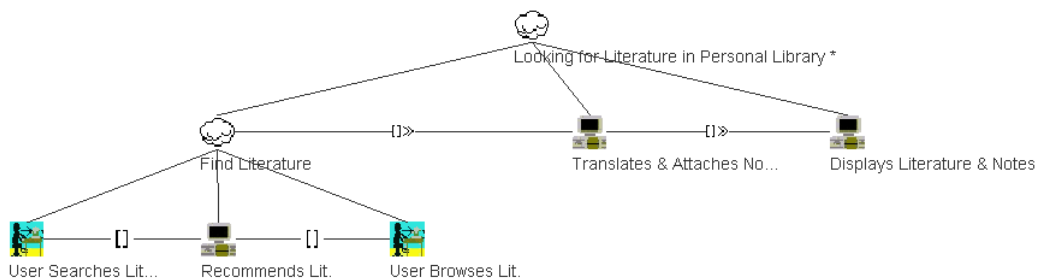 Looking for Literature in Personal Library *
[]»
[]»
Find Literature
Translates & Attaches No...
Displays Literature & Notes
[]
[]
User Searches Lit...
Recommends Lit.
User Browses Lit.